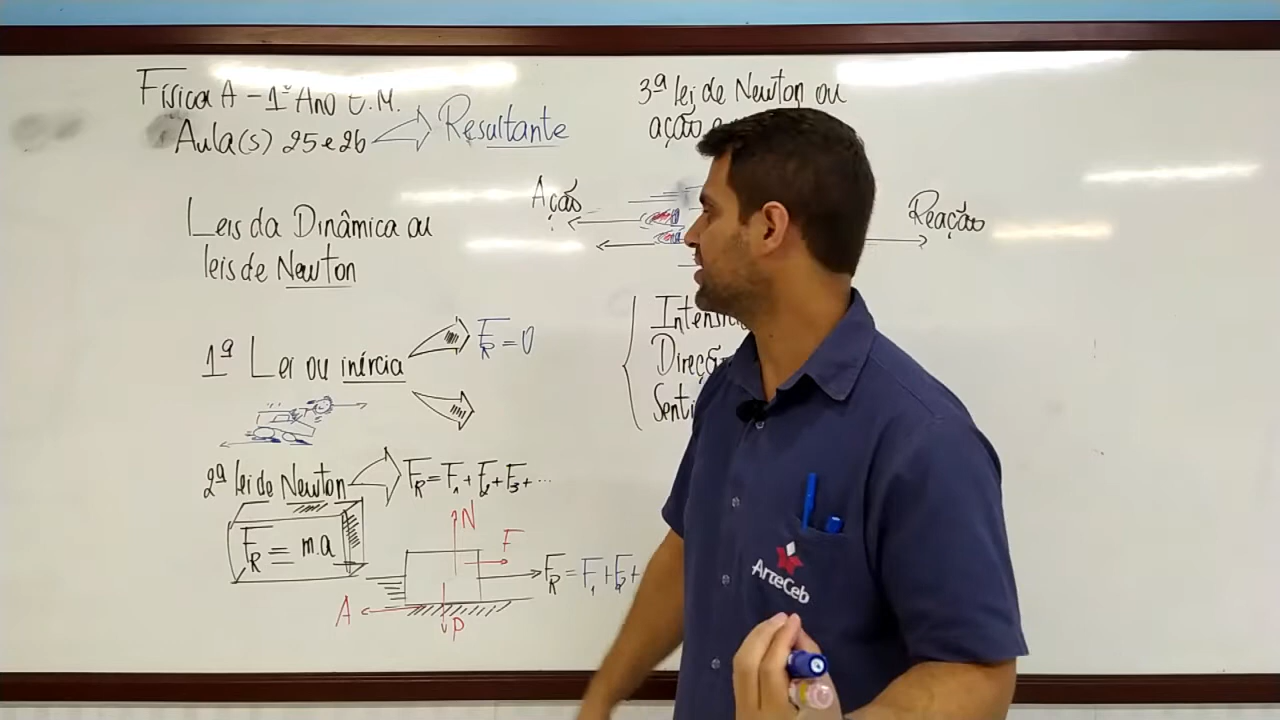 Física A - 1º Ano E.M.
Aula(s) 25 e 26
Resultante
Leis da Dinâmica ou
leis de Newton
1ª Lei ou inércia
F_R = 0
2ª lei de Newton
F_R = F_1 + F_2 + F_3 + ...
F_R = m.a
N
F
A
P
F_R = F_1 + F_2 +
3ª lei de Newton ou
ação
Ação
Reação
Direção
ArteCeb